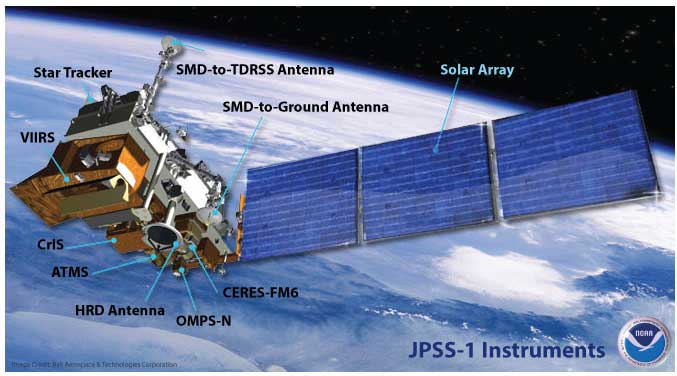 SMD-to-TDRSS Antenna
Star Tracker
Solar Array
SMD-to-Ground Antenna
VIIRS
CrIS
ATMS
CERES-FM6
HRD Antenna
OMPS-N
JPSS-1 Instruments
NOAA
Image Credit: Ball Aerospace & Technologies Corporation